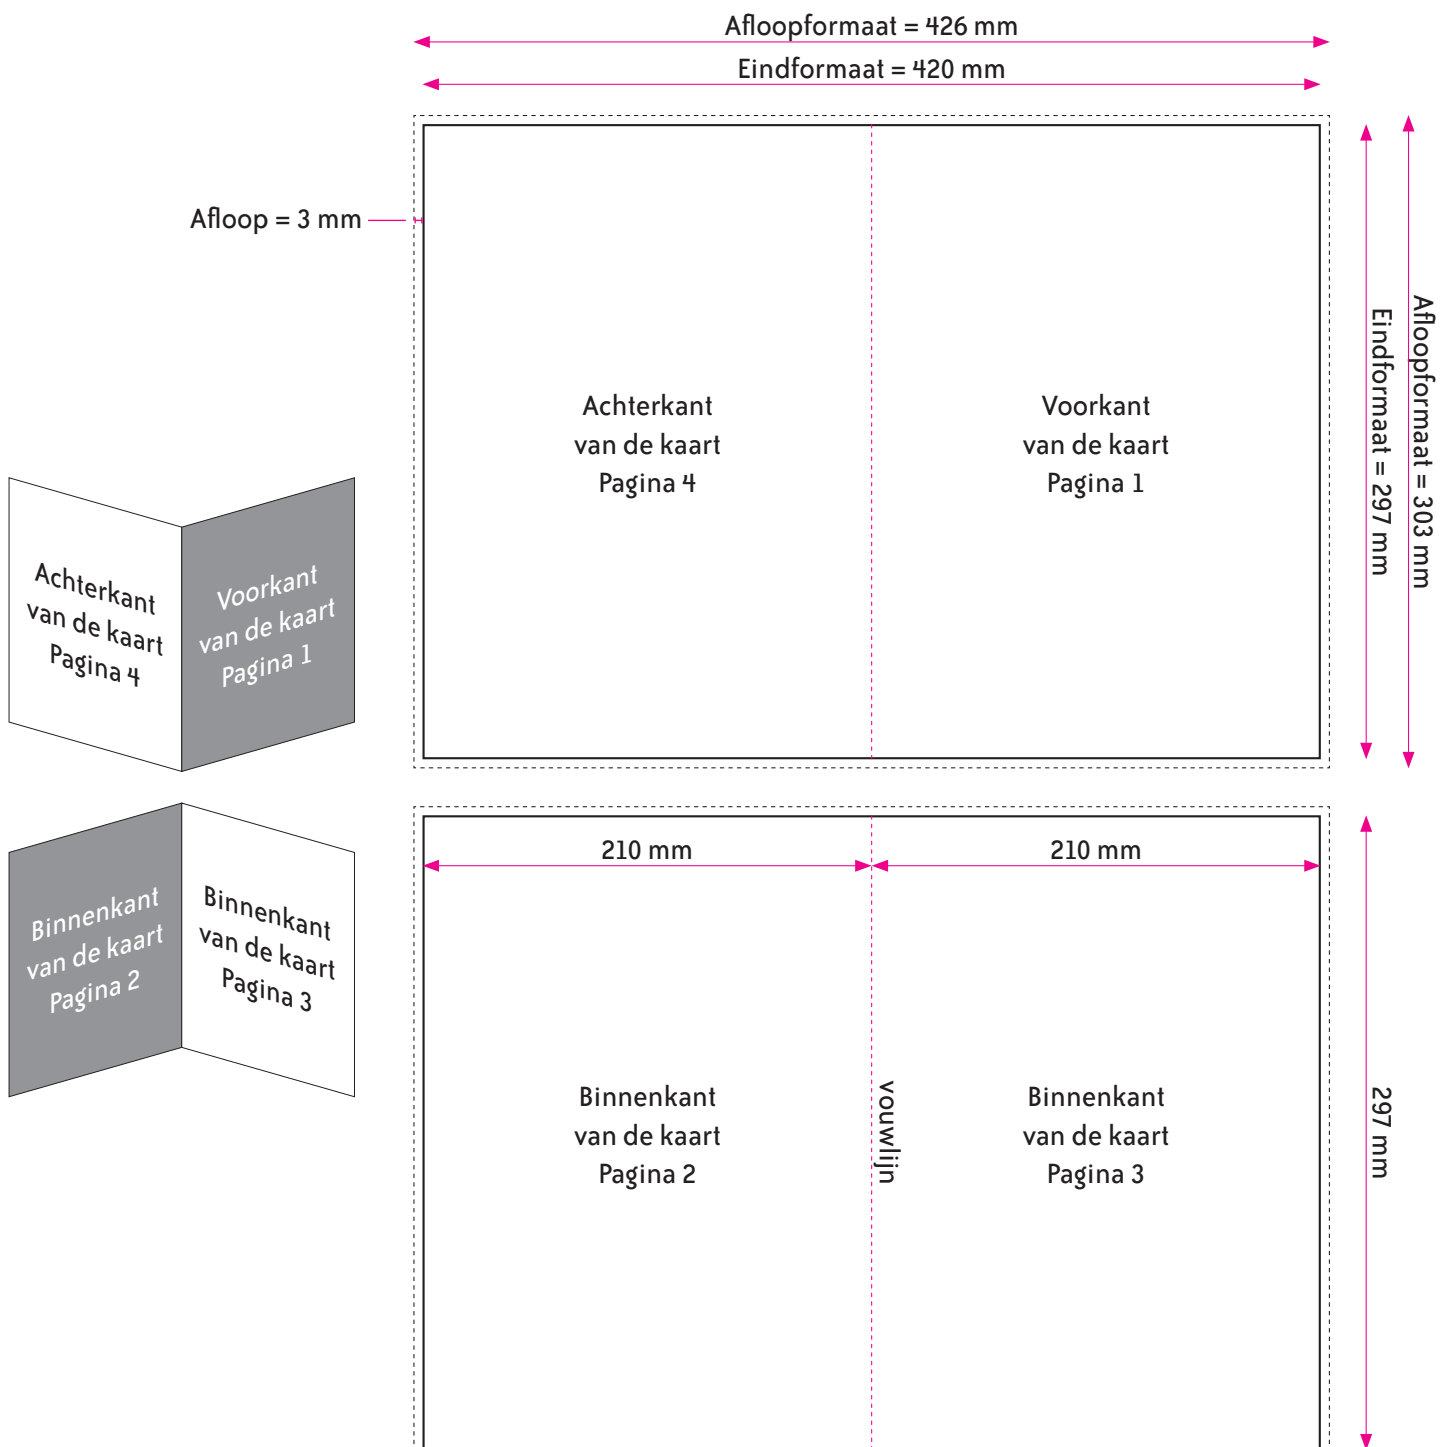 Afloopformaat = 426 mm
Eindformaat = 420 mm
Afloop = 3 mm
Achterkant
van de kaart
Pagina 4
Voorkant
van de kaart
Pagina 1
Eindformaat = 297 mm
Afloopformaat = 303 mm
Achterkant
van de kaart
Pagina 4
Voorkant
van de kaart
Pagina 1
Binnenkant
van de kaart
Pagina 2
Binnenkant
van de kaart
Pagina 3
210 mm
210 mm
Binnenkant
van de kaart
Pagina 2
vouwlijn
Binnenkant
van de kaart
Pagina 3
297 mm